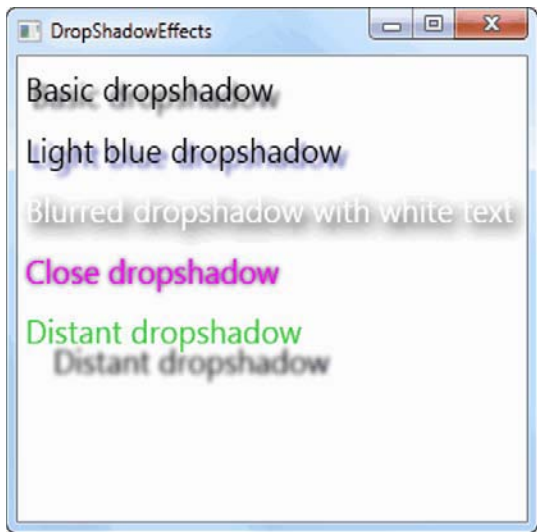 DropShadowEffects
Basic dropshadow
Light blue dropshadow
Blurred dropshadow with white text
Close dropshadow
Distant dropshadow
Distant dropshadow